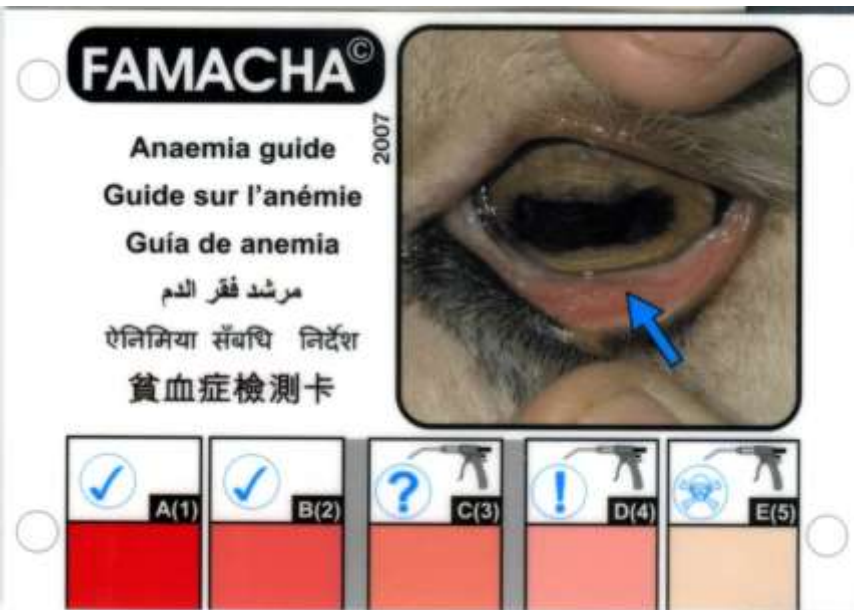 FAMACHA©
2007
Anaemia guide
Guide sur l'anémie
Guía de anemia
مرشد فقر الدم
ऐनिमिया सँबधि निर्देश
貧血症檢測卡
A(1)
B(2)
? C(3)
! D(4)
E(5)